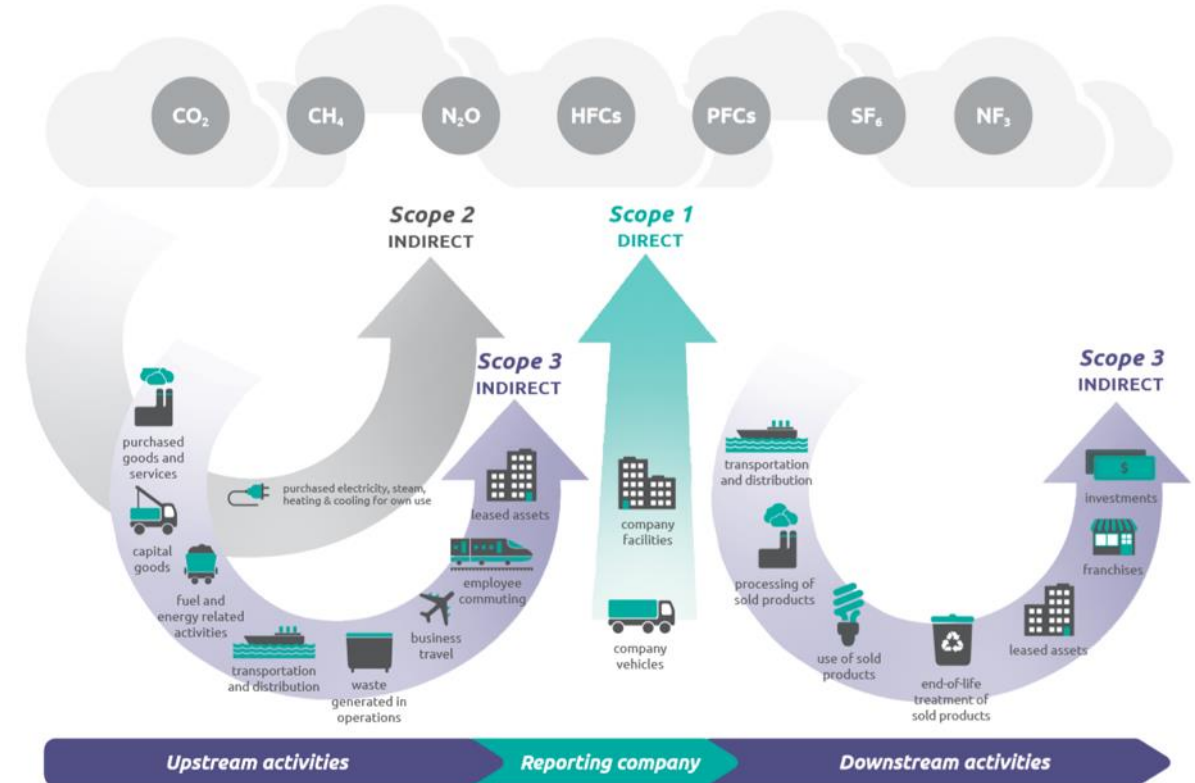 CO₂
CH₄
N₂O
HFCs
PFCs
SF₆
NF₃
Scope 2
INDIRECT
Scope 1
DIRECT
Scope 3
INDIRECT
Scope 3
INDIRECT
purchased
goods and
services
capital
goods
fuel and
energy related
activities
transportation
and distribution
waste
generated in
operations
business
travel
employee
commuting
leased assets
purchased electricity, steam,
heating & cooling for own use
company
facilities
company
vehicles
transportation
and distribution
processing of
sold products
use of sold
products
end-of-life
treatment of
sold products
leased assets
franchises
$
investments
Upstream activities
Reporting company
Downstream activities